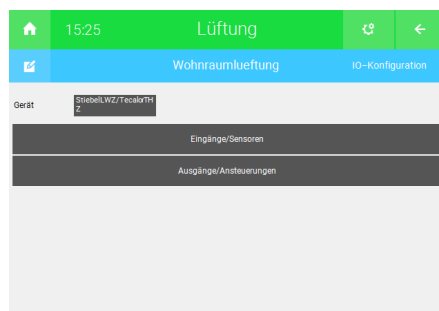 15:25 Lüftung
Wohnraumlueftung IO-Konfiguration
Gerät StiebelLWZ/TecalorTH
Z
Eingänge/Sensoren
Ausgänge/Ansteuerungen